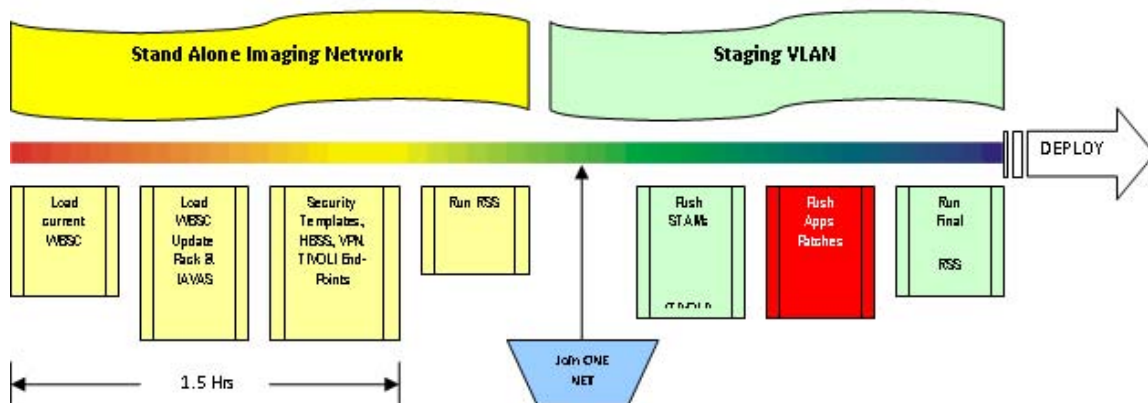 Stand Alone Imaging Network
Staging VLAN
DEPLOY
Load
current
WBSC
Load
WBSC
Update
Pack &
IAVAS
Security
Templates,
HBSS, VPN,
TIVOLI End-
Points
Run RSS
Push
STAMs
Push
Apps
Patches
Run
Final
RSS
Join ONE
NET
1.5 Hrs